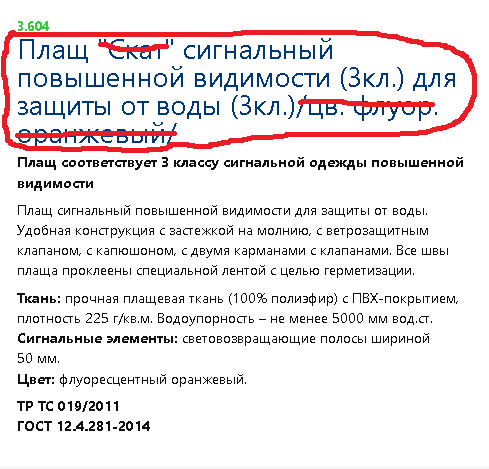 3.604
Плащ "Скат" сигнальный
повышенной видимости (3кл.) для
защиты от воды (3кл.)/цв. флуор.
оранжевый/
Плащ соответствует 3 классу сигнальной одежды повышенной
видимости
Плащ сигнальный повышенной видимости для защиты от воды.
Удобная конструкция с застежкой на молнию, с ветрозащитным
клапаном, с капюшоном, с двумя карманами с клапанами. Все швы
плаща проклеены специальной лентой с целью герметизации.
Ткань: прочная плащевая ткань (100% полиэфир) с ПВХ-покрытием,
плотность 225 г/кв.м. Водоупорность – не менее 5000 мм вод.ст.
Сигнальные элементы: световозвращающие полосы шириной
50 мм.
Цвет: флуоресцентный оранжевый.
ТР ТС 019/2011
ГОСТ 12.4.281-2014